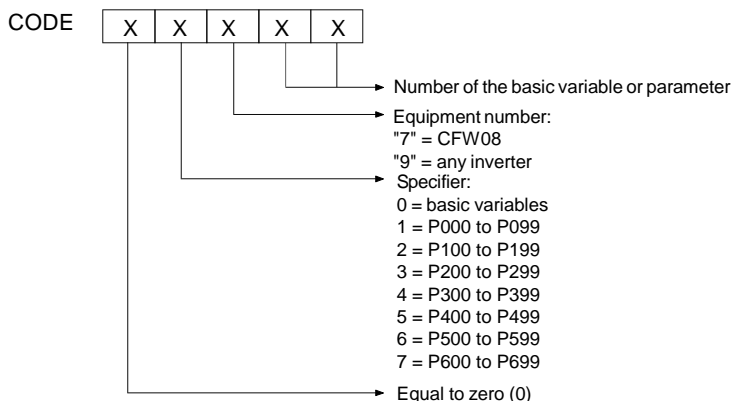 CODE X X X X X
Number of the basic variable or parameter
Equipment number:
"7" = CFW08
"9" = any inverter
Specifier:
0 = basic variables
1 = P000 to P099
2 = P100 to P199
3 = P200 to P299
4 = P300 to P399
5 = P400 to P499
6 = P500 to P599
7 = P600 to P699
Equal to zero (0)